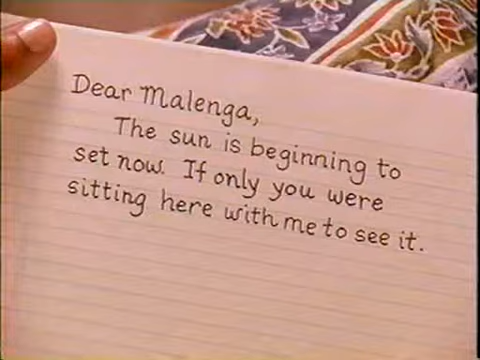 Dear Malenga,
The sun is beginning to
set now. If only you were
sitting here with me to see it.